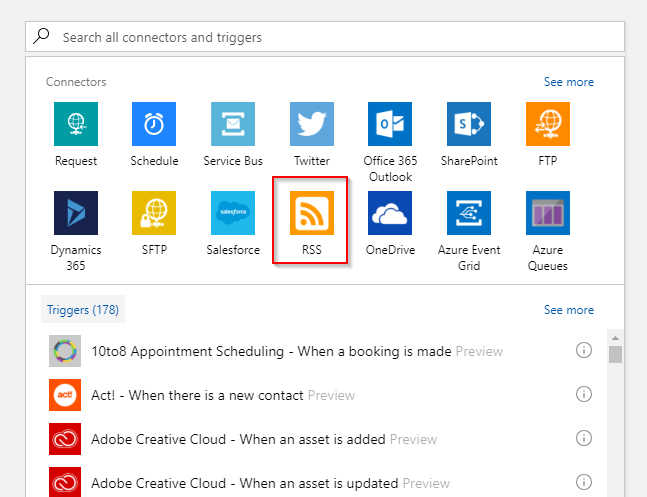 Search all connectors and triggers
Connectors
See more
Request
Schedule
Service Bus
Twitter
Office 365
Outlook
SharePoint
FTP
Dynamics
365
SFTP
salesforce
Salesforce
RSS
OneDrive
Azure Event
Grid
Azure
Queues
Triggers (178)
See more
10to8 Appointment Scheduling - When a booking is made Preview
act!
Act! - When there is a new contact Preview
Adobe Creative Cloud - When an asset is added Preview
Adobe Creative Cloud - When an asset is updated Preview